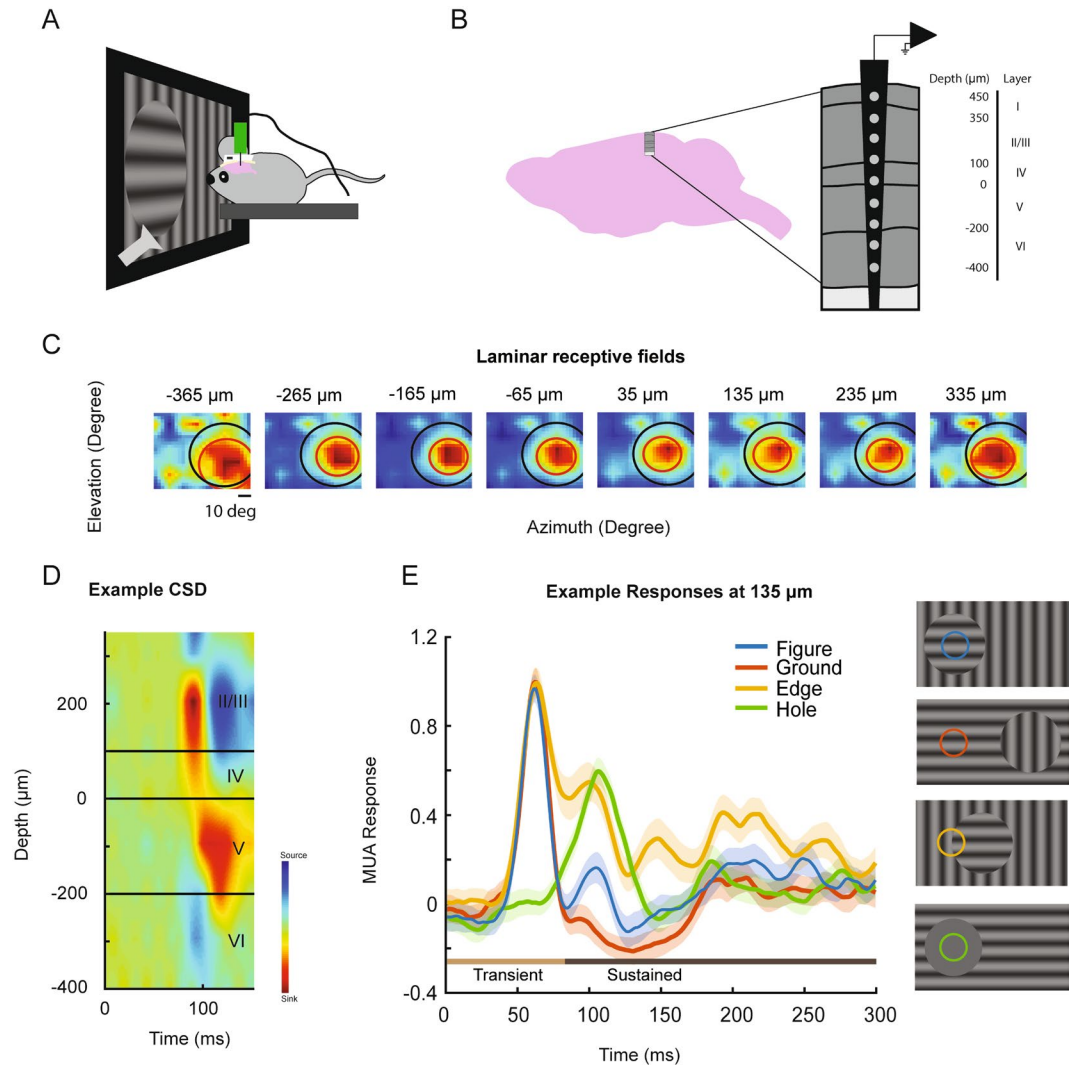 A
B
Depth (µm) Layer
450
I
350
II/III
100
IV
0
V
-200
VI
-400
C
Laminar receptive fields
-365 µm -265 µm -165 µm -65 µm 35 µm 135 µm 235 µm 335 µm
Elevation (Degree)
10 deg
Azimuth (Degree)
D
Example CSD
200
0
-200
-400
II/III
IV
V
VI
Depth (µm)
0 100
Time (ms)
Source
Sink
E
Example Responses at 135 µm
1.2
0.8
0.4
0
-0.4
MUA Response
Figure
Ground
Edge
Hole
Transient Sustained
0 50 100 150 200 250 300
Time (ms)